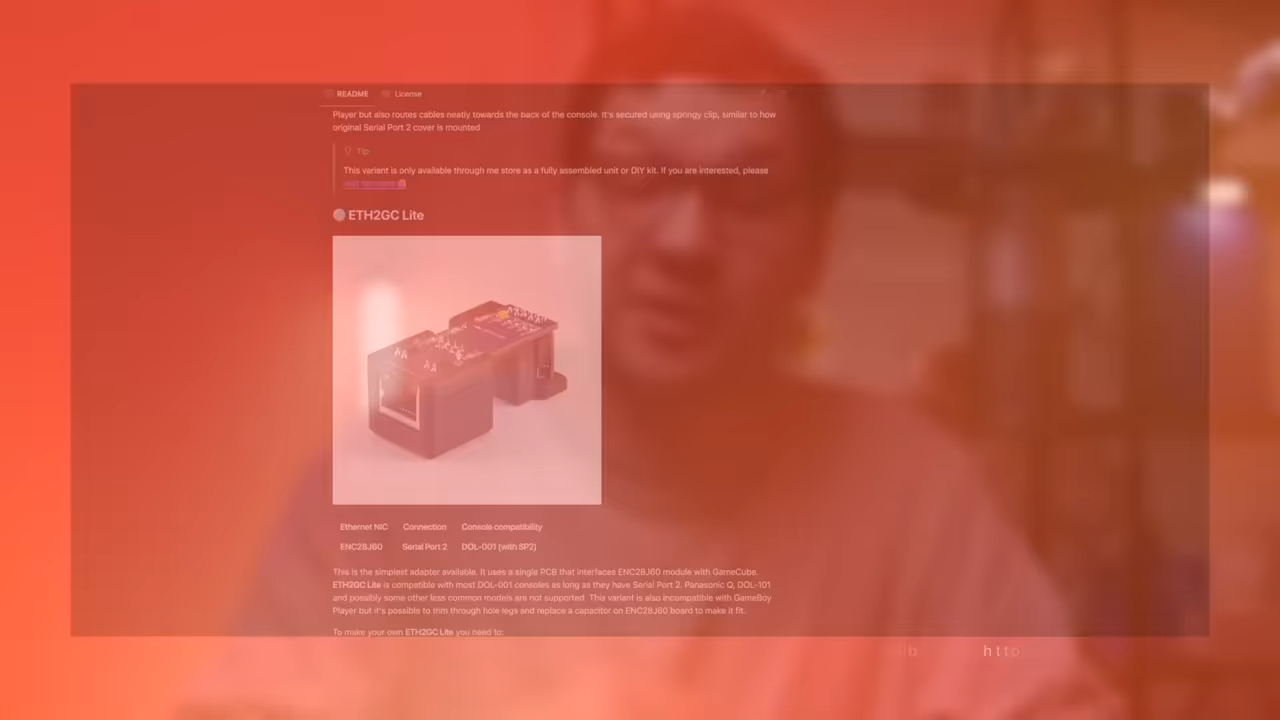 README License
Player but also routes cables neatly towards the back of the console. It's secured using springy clip, similar to how
original Serial Port 2 cover is mounted
Tip
This variant is only available through me store as a fully assembled unit or DIY kit. If you are interested, please
ETH2GC Lite
Ethernet NIC Connection Console compatibility
ENC28J60 Serial Port 2 DOL-001 (with SP2)
This is the simplest adapter available. It uses a single PCB that interfaces ENC28J60 module with GameCube.
ETH2GC Lite is compatible with most DOL-001 consoles as long as they have Serial Port 2. Panasonic Q, DOL-101
and possibly some other less common models are not supported. This variant is also incompatible with GameBoy
Player but it's possible to trim through hole legs and replace a capacitor on ENC28J60 board to make it fit.
To make your own ETH2GC Lite you need to: